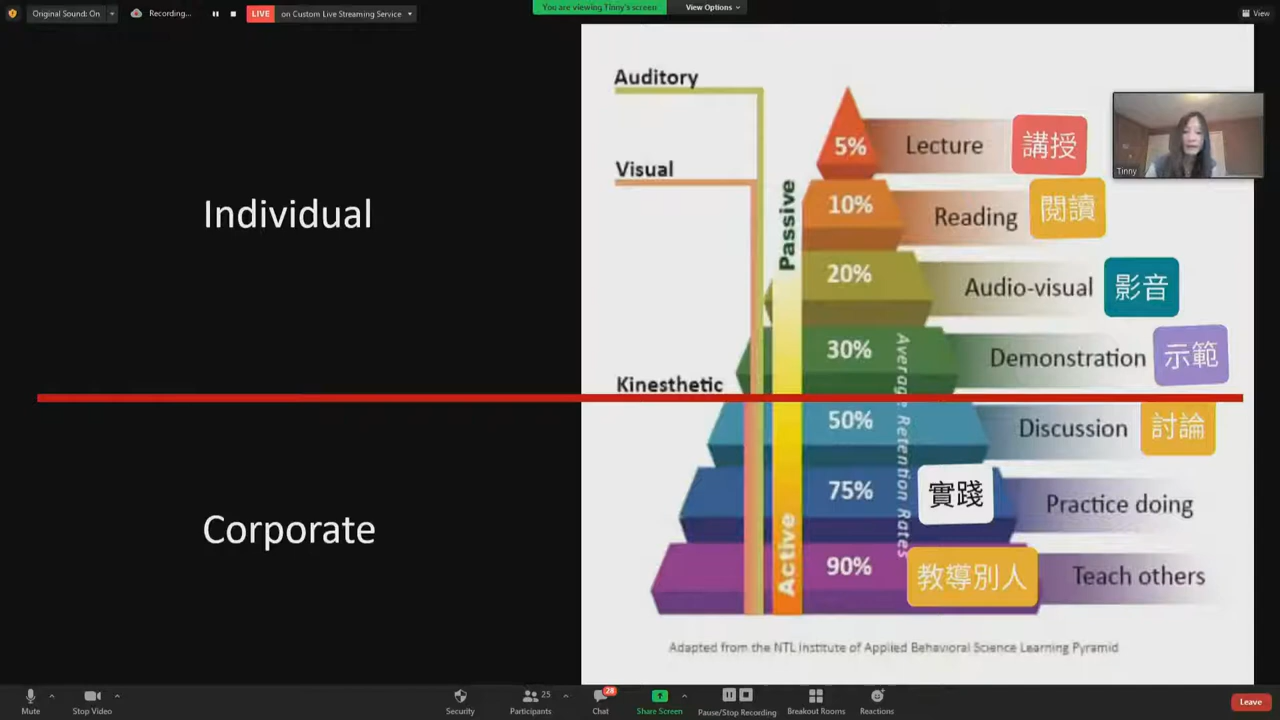 Original Sound: On
Recording...
LIVE on Custom Live Streaming Service
You are viewing Tinny's screen
View Options
View
Individual
Corporate
Auditory
Visual
Kinesthetic
Passive
Active
Average Retention Rates
5% Lecture 講授
10% Reading 閱讀
20% Audio-visual 影音
30% Demonstration 示範
50% Discussion 討論
75% 實踐 Practice doing
90% 教導別人 Teach others
Adapted from the NTL Institute of Applied Behavioral Science Learning Pyramid
Tinny
Mute
Stop Video
Security
Participants 25
Chat 28
Share Screen
Pause/Stop Recording
Breakout Rooms
Reactions
Leave